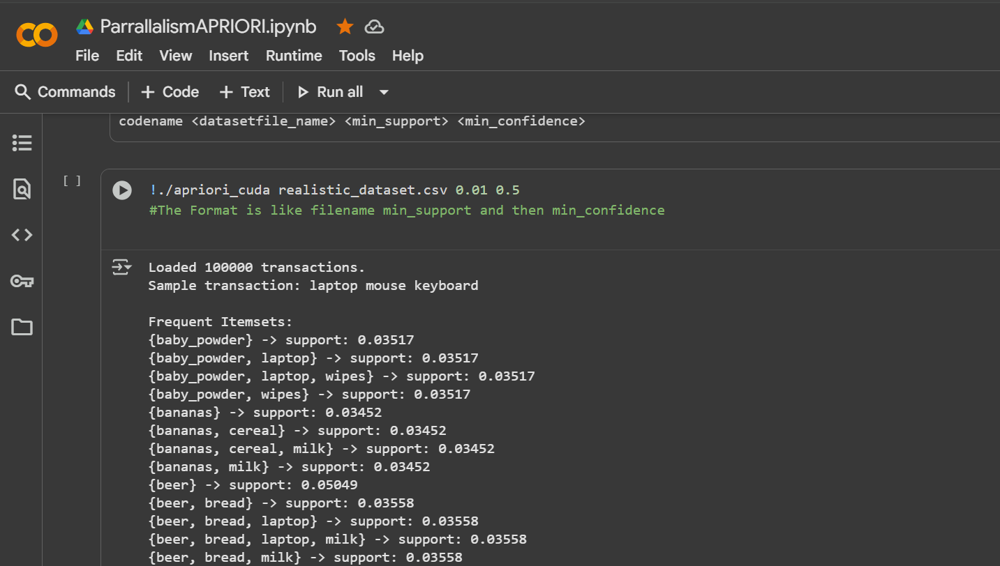 ParrallalismAPRIORI.ipynb
File Edit View Insert Runtime Tools Help
Commands + Code + Text Run all
codename <datasetfile_name> <min_support> <min_confidence>
[ ]
!./apriori_cuda realistic_dataset.csv 0.01 0.5
#The Format is like filename min_support and then min_confidence
Loaded 100000 transactions.
Sample transaction: laptop mouse keyboard
Frequent Itemsets:
{baby_powder} -> support: 0.03517
{baby_powder, laptop} -> support: 0.03517
{baby_powder, laptop, wipes} -> support: 0.03517
{baby_powder, wipes} -> support: 0.03517
{bananas} -> support: 0.03452
{bananas, cereal} -> support: 0.03452
{bananas, cereal, milk} -> support: 0.03452
{bananas, milk} -> support: 0.03452
{beer} -> support: 0.05049
{beer, bread} -> support: 0.03558
{beer, bread, laptop} -> support: 0.03558
{beer, bread, laptop, milk} -> support: 0.03558
{beer, bread, milk} -> support: 0.03558